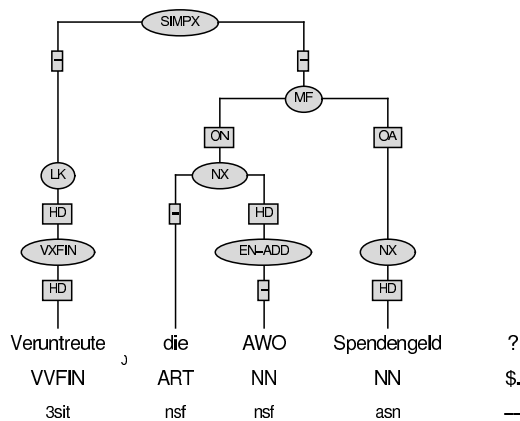 SIMPX
– –
MF
ON OA
LK NX
HD – HD
VXFIN EN–ADD NX
HD – HD
Veruntreute die AWO Spendengeld ?
J
VVFIN ART NN NN $.
3sit nsf nsf asn ––